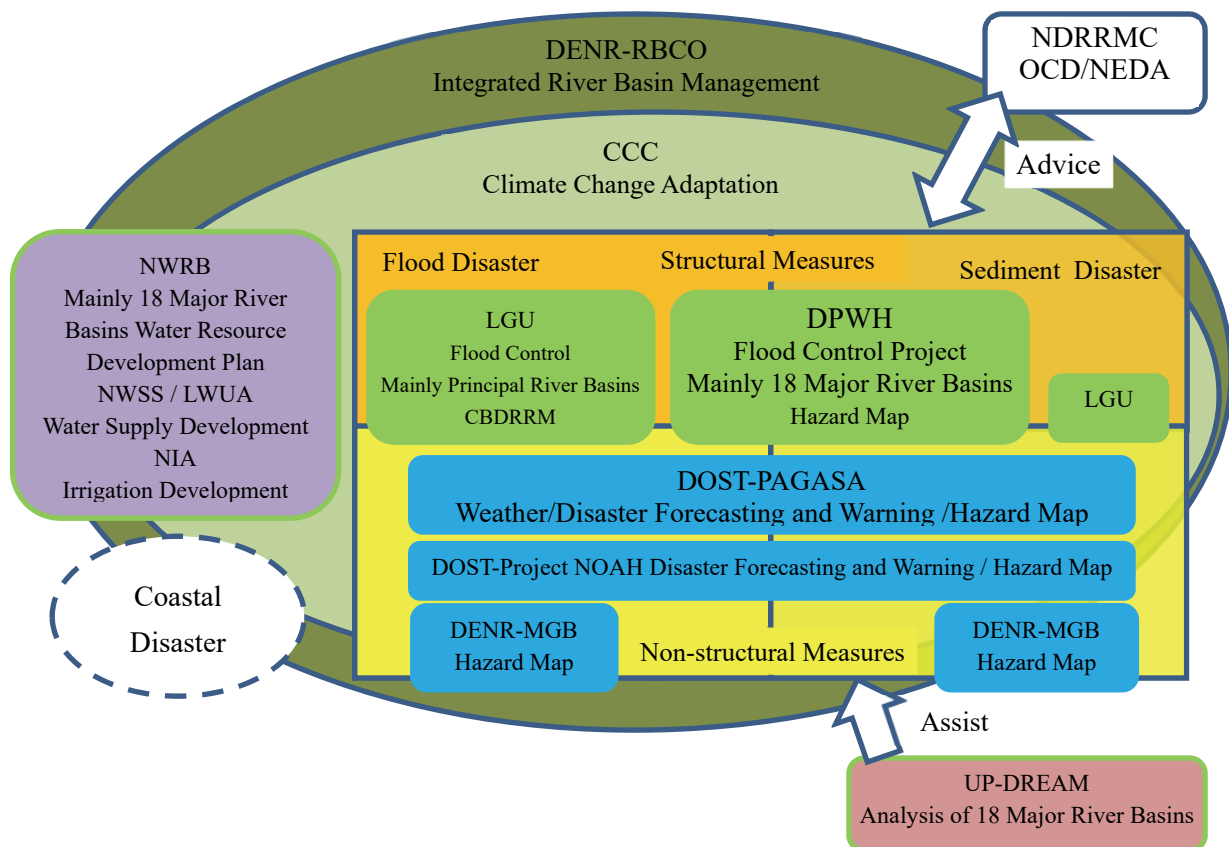 DENR-RBCO
Integrated River Basin Management
NDRRMC
OCD/NEDA
CCC
Climate Change Adaptation
Advice
NWRB
Mainly 18 Major River
Basins Water Resource
Development Plan
NWSS / LWUA
Water Supply Development
NIA
Irrigation Development
Flood Disaster
Structural Measures
Sediment Disaster
LGU
Flood Control
Mainly Principal River Basins
CBDRRM
DPWH
Flood Control Project
Mainly 18 Major River Basins
Hazard Map
LGU
DOST-PAGASA
Weather/Disaster Forecasting and Warning /Hazard Map
DOST-Project NOAH Disaster Forecasting and Warning / Hazard Map
Coastal
Disaster
DENR-MGB
Hazard Map
Non-structural Measures
DENR-MGB
Hazard Map
Assist
UP-DREAM
Analysis of 18 Major River Basins